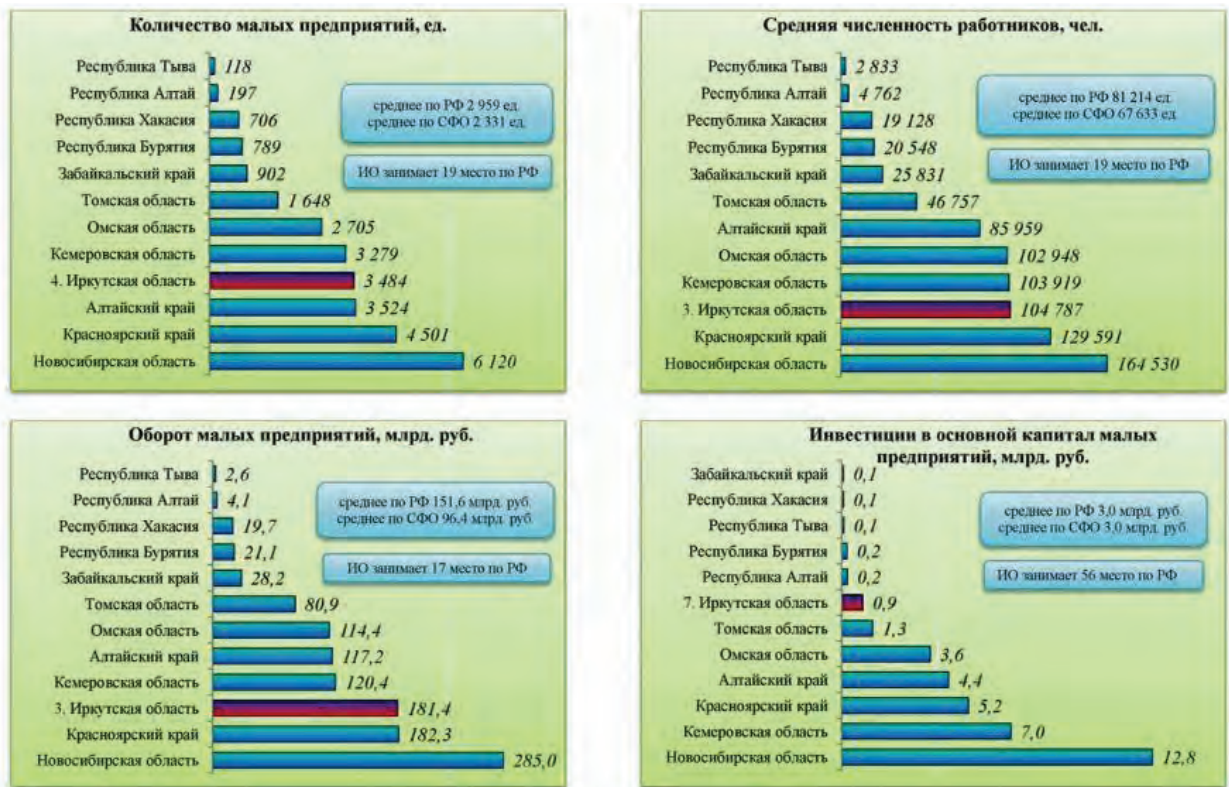 Количество малых предприятий, ед.
Республика Тыва 118
Республика Алтай 197
Республика Хакасия 706
Республика Бурятия 789
Забайкальский край 902
Томская область 1 648
Омская область 2 705
Кемеровская область 3 279
4. Иркутская область 3 484
Алтайский край 3 524
Красноярский край 4 501
Новосибирская область 6 120
среднее по РФ 2 959 ед.
среднее по СФО 2 331 ед.
ИО занимает 19 место по РФ
Средняя численность работников, чел.
Республика Тыва 2 833
Республика Алтай 4 762
Республика Хакасия 19 128
Республика Бурятия 20 548
Забайкальский край 25 831
Томская область 46 757
Алтайский край 85 959
Омская область 102 948
Кемеровская область 103 919
3. Иркутская область 104 787
Красноярский край 129 591
Новосибирская область 164 530
среднее по РФ 81 214 ед.
среднее по СФО 67 633 ед.
ИО занимает 19 место по РФ
Оборот малых предприятий, млрд. руб.
Республика Тыва 2,6
Республика Алтай 4,1
Республика Хакасия 19,7
Республика Бурятия 21,1
Забайкальский край 28,2
Томская область 80,9
Омская область 114,4
Алтайский край 117,2
Кемеровская область 120,4
3. Иркутская область 181,4
Красноярский край 182,3
Новосибирская область 285,0
среднее по РФ 151,6 млрд. руб.
среднее по СФО 96,4 млрд. руб.
ИО занимает 17 место по РФ
Инвестиции в основной капитал малых
предприятий, млрд. руб.
Забайкальский край 0,1
Республика Хакасия 0,1
Республика Тыва 0,1
Республика Бурятия 0,2
Республика Алтай 0,2
7. Иркутская область 0,9
Томская область 1,3
Омская область 3,6
Алтайский край 4,4
Красноярский край 5,2
Кемеровская область 7,0
Новосибирская область 12,8
среднее по РФ 3,0 млрд. руб.
среднее по СФО 3,0 млрд. руб.
ИО занимает 56 место по РФ